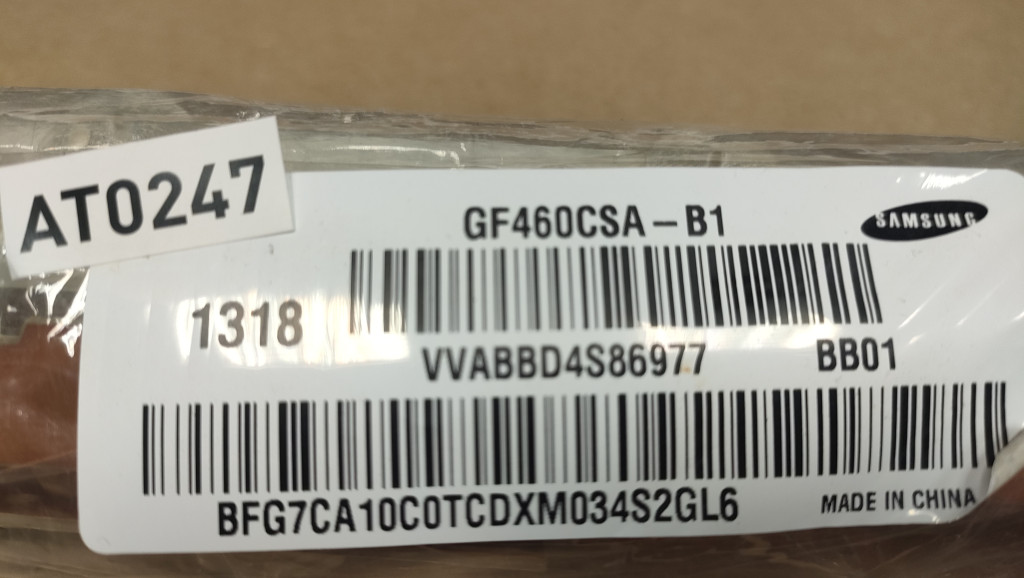 AT0247
GF460CSA-B1
SAMSUNG
1318
VVABBD4S86977
BB01
BFG7CA10C0TCDXM034S2GL6
MADE IN CHINA